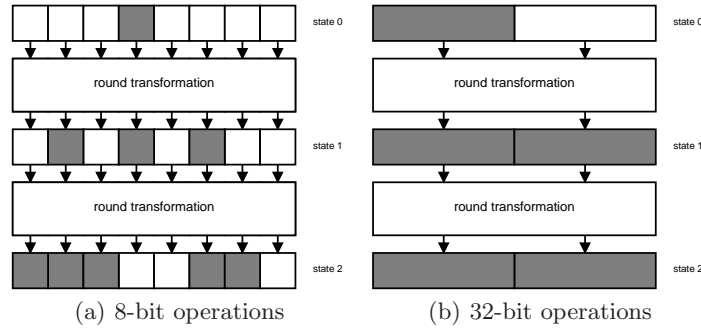 state 0
round transformation
state 1
round transformation
state 2
(a) 8-bit operations
state 0
round transformation
state 1
round transformation
state 2
(b) 32-bit operations